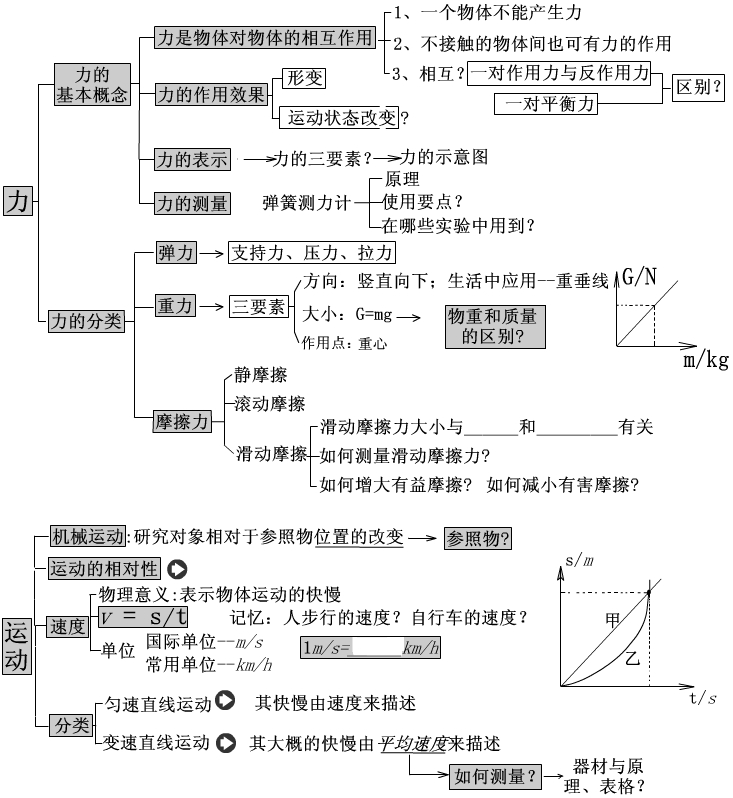 力
力的
基本概念
力是物体对物体的相互作用
1、一个物体不能产生力
2、不接触的物体间也可有力的作用
3、相互? 一对作用力与反作用力
一对平衡力
区别?
力的作用效果
形变
运动状态改变?
力的表示
力的三要素?
力的示意图
力的测量
弹簧测力计
原理
使用要点?
在哪些实验中用到?
力的分类
弹力
支持力、压力、拉力
重力
三要素
方向: 竖直向下; 生活中应用--重垂线
大小: G=mg
作用点: 重心
物重和质量
的区别?
G/N
m/kg
摩擦力
静摩擦
滚动摩擦
滑动摩擦
滑动摩擦力大小与______和_________有关
如何测量滑动摩擦力?
如何增大有益摩擦? 如何减小有害摩擦?
运动
机械运动:研究对象相对于参照物位置的改变
参照物?
运动的相对性
速度
物理意义:表示物体运动的快慢
V = s/t
记忆: 人步行的速度? 自行车的速度?
单位
国际单位--m/s
常用单位--km/h
1m/s=______km/h
s/m
甲
乙
t/s
分类
匀速直线运动
其快慢由速度来描述
变速直线运动
其大概的快慢由平均速度来描述
如何测量?
器材与原
理、表格?